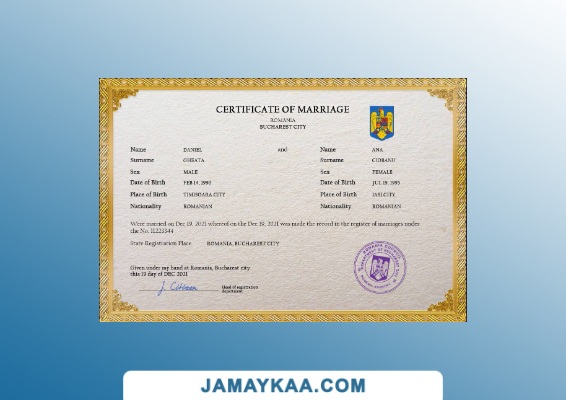 CERTIFICATE OF MARRIAGE
ROMANIA
BUCHAREST CITY
Name DANIEL and Name ANA
Surname GHEATA Surname CIOBANU
Sex MALE Sex FEMALE
Date of Birth FEB 14, 1990 Date of Birth JUL 19, 1995
Place of Birth TIMISOARA CITY Place of Birth IASI CITY
Nationality ROMANIAN Nationality ROMANIAN
Were married on Dec 19, 2021 whereof on the Dec 19, 2021 was made the record in the register of marriages under
the No.
State Registration Place ROMANIA, BUCHAREST CITY
Given under my hand at Romania, Bucharest city
this 19 day of DEC 2021
Head of registration
department
JAMAYKAA.COM